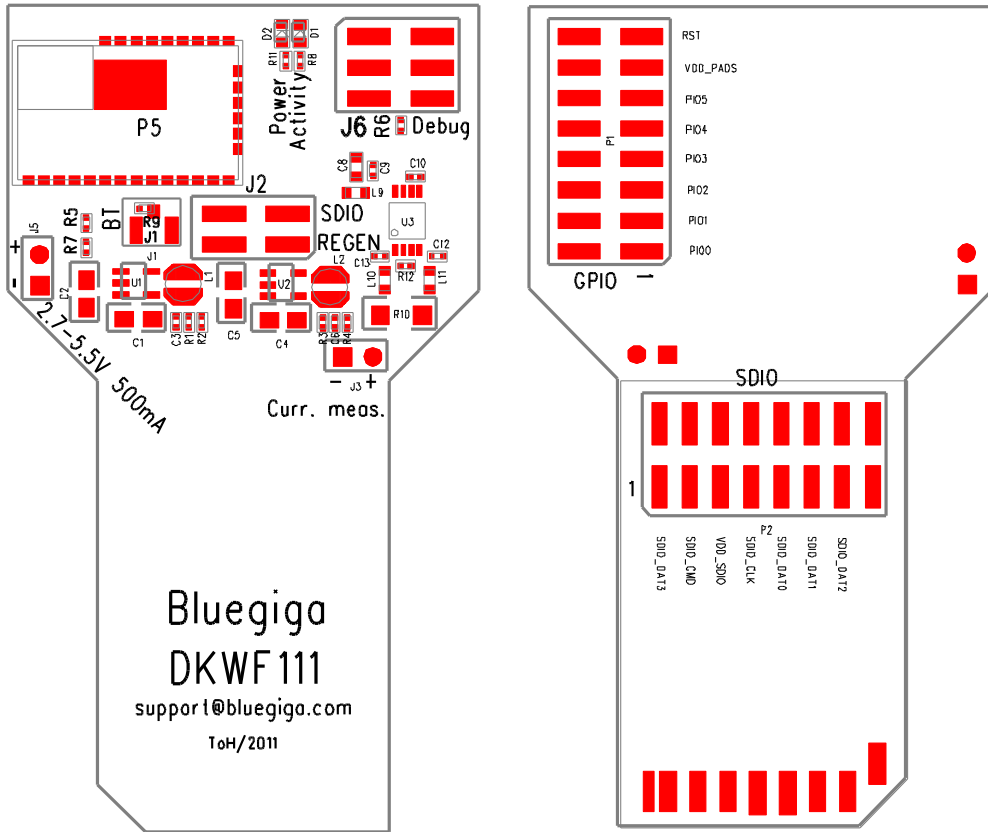 D2
D1
R11
R8
Power
Activity
J6
R6
Debug
P5
C8
C9
C10
L9
J2
SDIO
REGEN
U3
BT
R9
J1
R5
R7
J5
+
-
C13
C12
R12
L10
L11
J1
U1
L1
U2
L2
C2
C1
C3
R1
R2
C5
C4
R3
C6
R4
R10
- J3 +
Curr. meas.
2.7-5.5V 500mA
Bluegiga
DKWF111
support@bluegiga.com
ToH/2011
RST
VDD_PADS
PIO5
PIO4
PIO3
PIO2
PIO1
PIO0
P1
GPIO
1
SDIO
1
P2
SDIO_DAT3
SDIO_CMD
VDD_SDIO
SDIO_CLK
SDIO_DAT0
SDIO_DAT1
SDIO_DAT2